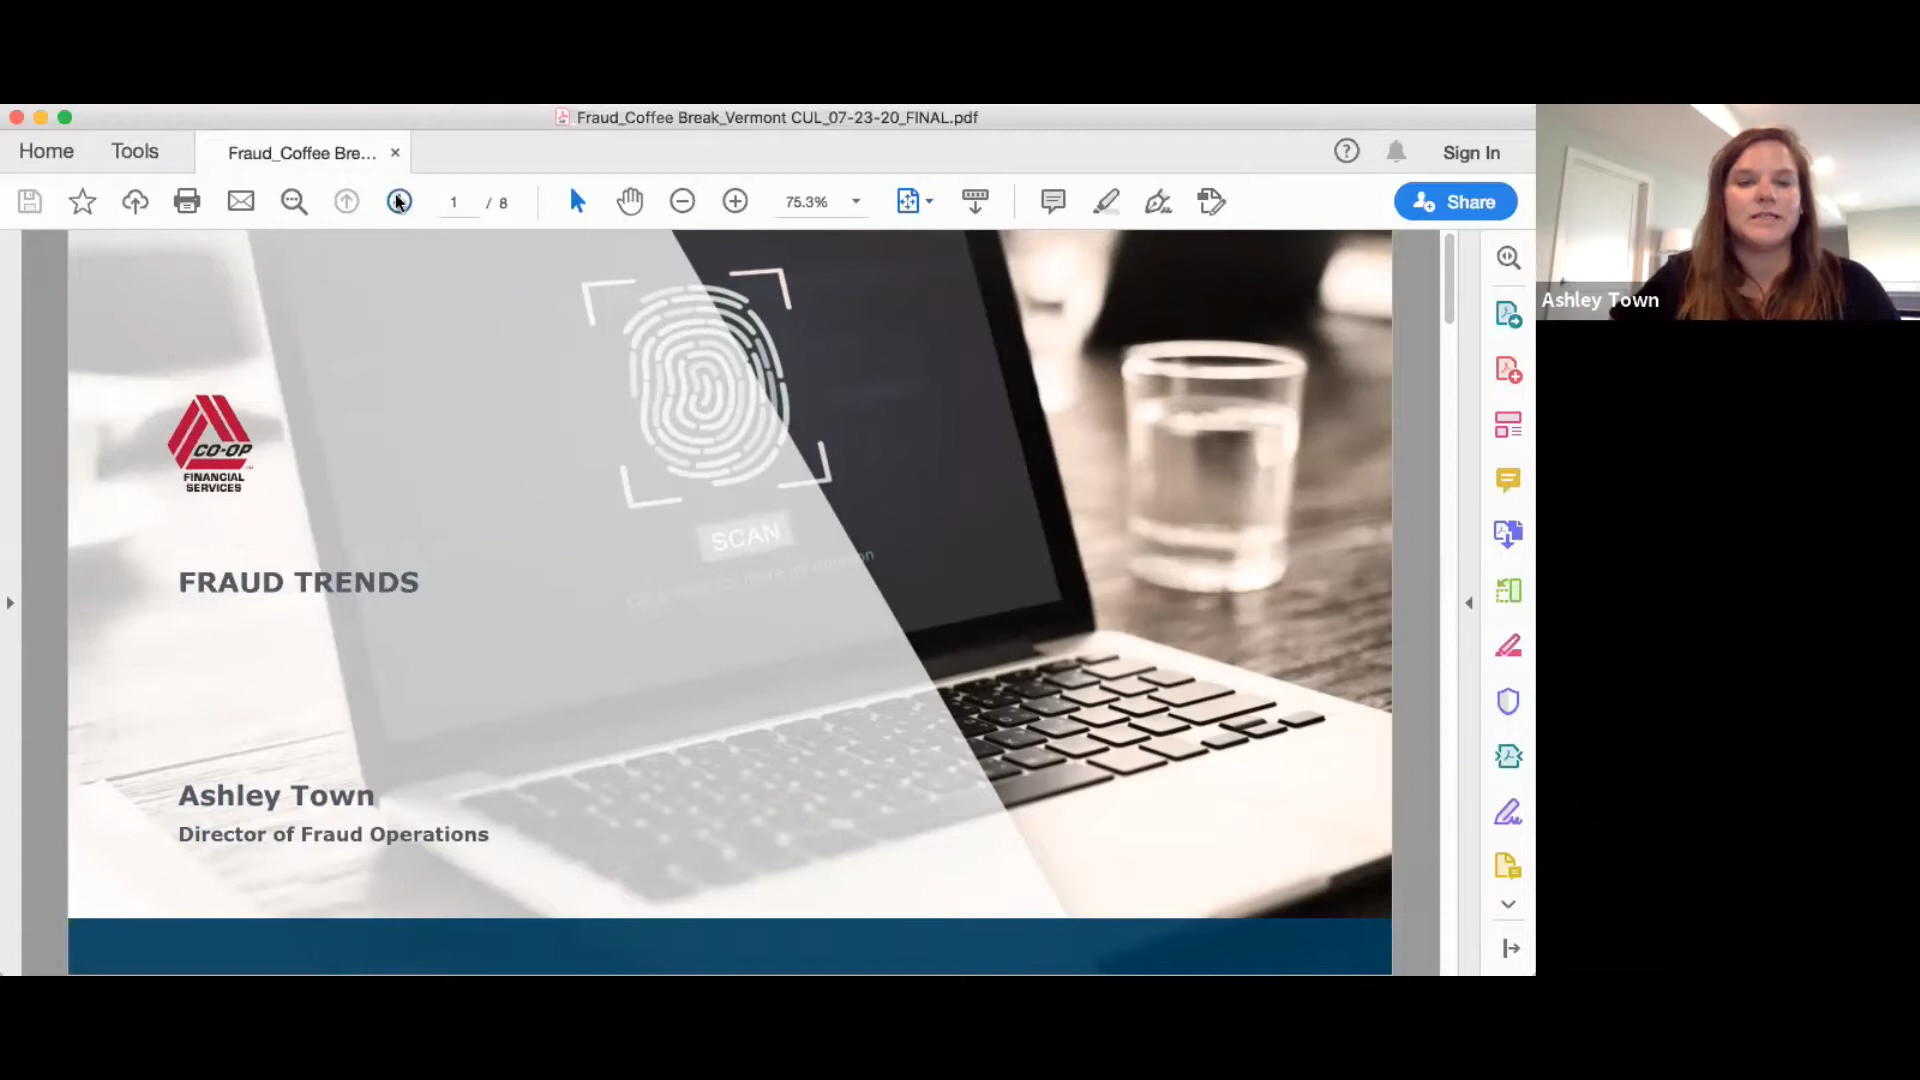 Fraud_Coffee Break_Vermont CUL_07-23-20_FINAL.pdf
Home
Tools
Fraud_Coffee Bre...
Sign In
1 / 8
75.3%
Share
Ashley Town
CO-OP
FINANCIAL
SERVICES
SCAN
FRAUD TRENDS
Ashley Town
Director of Fraud Operations